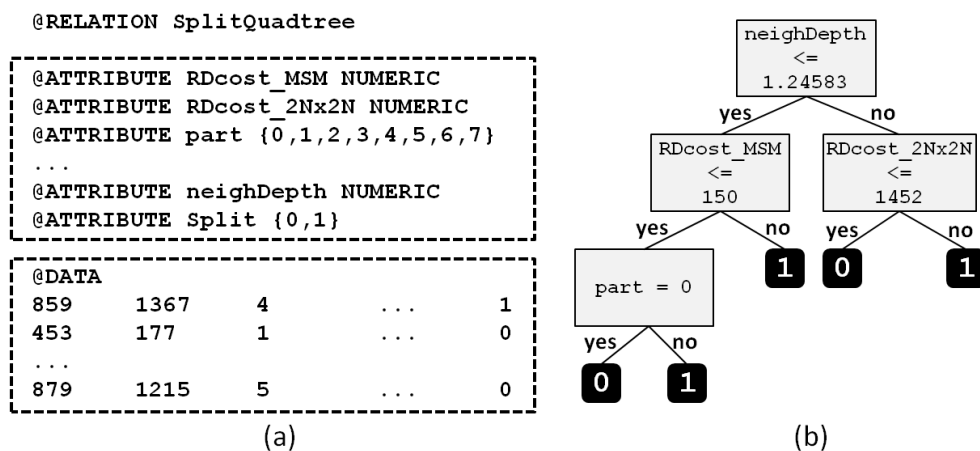 @RELATION SplitQuadtree
@ATTRIBUTE RDcost_MSM NUMERIC
@ATTRIBUTE RDcost_2Nx2N NUMERIC
@ATTRIBUTE part {0,1,2,3,4,5,6,7}
...
@ATTRIBUTE neighDepth NUMERIC
@ATTRIBUTE Split {0,1}
@DATA
859 1367 4 ... 1
453 177 1 ... 0
...
879 1215 5 ... 0
(a)
neighDepth
<=
1.24583
yes no
RDcost_MSM
<=
150
RDcost_2Nx2N
<=
1452
yes no
yes no
part = 0
1
0
1
yes no
0
1
(b)